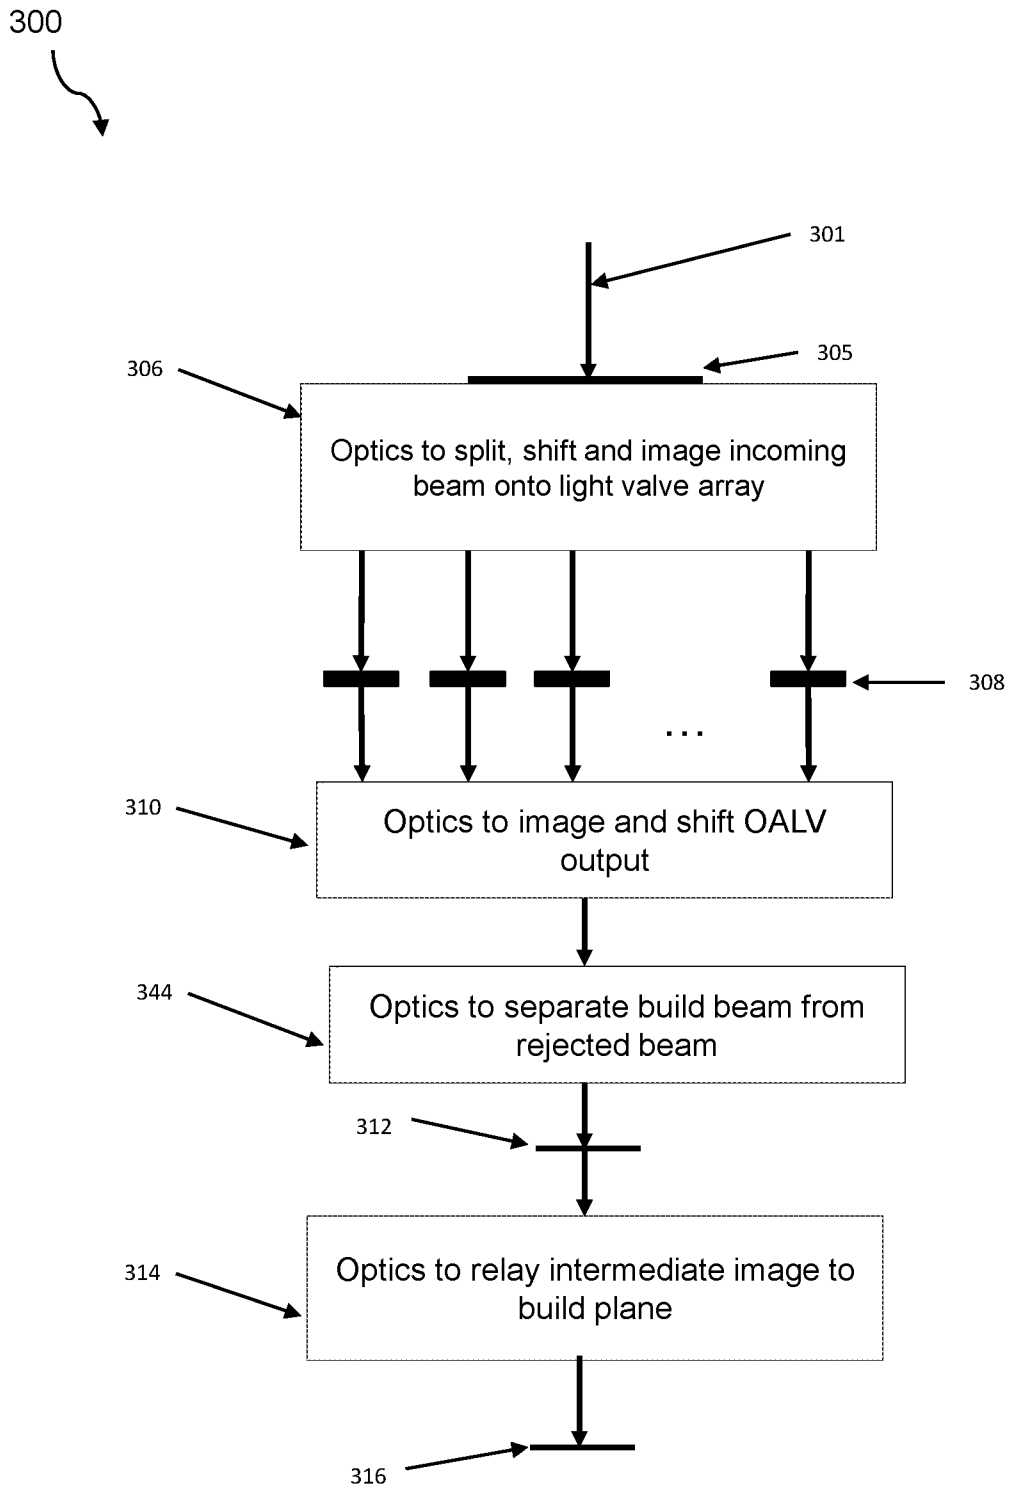 300
301
305
306
Optics to split, shift and image incoming
beam onto light valve array
308
...
310
Optics to image and shift OALV
output
344
Optics to separate build beam from
rejected beam
312
314
Optics to relay intermediate image to
build plane
316